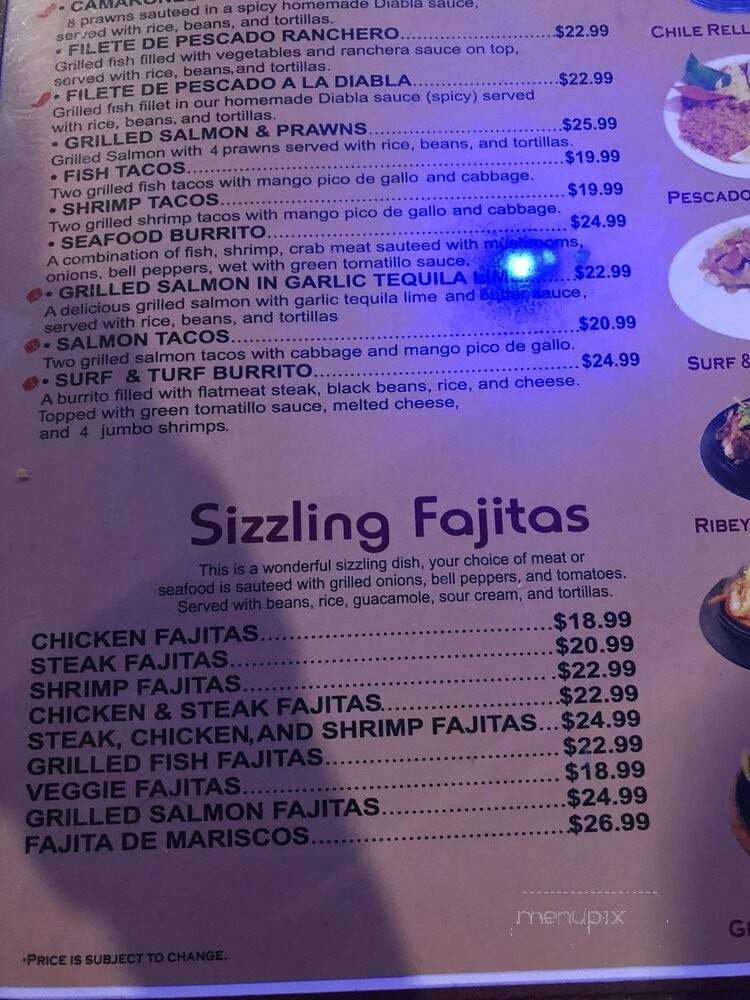 8 prawns sauteed in a spicy homemade Diabla sauce,
served with rice, beans, and tortillas.
• FILETE DE PESCADO RANCHERO..................$22.99
Grilled fish filled with vegetables and ranchera sauce on top,
served with rice, beans,and tortillas.
• FILETE DE PESCADO A LA DIABLA..................$22.99
Grilled fish fillet in our homemade Diabla sauce (spicy) served
with rice, beans, and tortillas.
• GRILLED SALMON & PRAWNS..................$25.99
Grilled Salmon with 4 prawns served with rice, beans, and tortillas.
• FISH TACOS..................$19.99
Two grilled fish tacos with mango pico de gallo and cabbage.
• SHRIMP TACOS..................$19.99
Two grilled shrimp tacos with mango pico de gallo and cabbage.
• SEAFOOD BURRITO..................$24.99
A combination of fish, shrimp, crab meat sauteed with mushrooms,
onions, bell peppers, wet with green tomatillo sauce.
• GRILLED SALMON IN GARLIC TEQUILA LIME......$22.99
A delicious grilled salmon with garlic tequila lime and butter sauce,
served with rice, beans, and tortillas
• SALMON TACOS..................$20.99
Two grilled salmon tacos with cabbage and mango pico de gallo.
• SURF & TURF BURRITO..................$24.99
A burrito filled with flatmeat steak, black beans, rice, and cheese.
Topped with green tomatillo sauce, melted cheese,
and 4 jumbo shrimps.
Sizzling Fajitas
This is a wonderful sizzling dish, your choice of meat or
seafood is sauteed with grilled onions, bell peppers, and tomatoes.
Served with beans, rice, guacamole, sour cream, and tortillas.
CHICKEN FAJITAS..................$18.99
STEAK FAJITAS..................$20.99
SHRIMP FAJITAS..................$22.99
CHICKEN & STEAK FAJITAS..................$22.99
STEAK, CHICKEN,AND SHRIMP FAJITAS...$24.99
GRILLED FISH FAJITAS..................$22.99
VEGGIE FAJITAS..................$18.99
GRILLED SALMON FAJITAS..................$24.99
FAJITA DE MARISCOS..................$26.99
•PRICE IS SUBJECT TO CHANGE.
CHILE RELL
PESCADO
SURF &
RIBEY
menupix